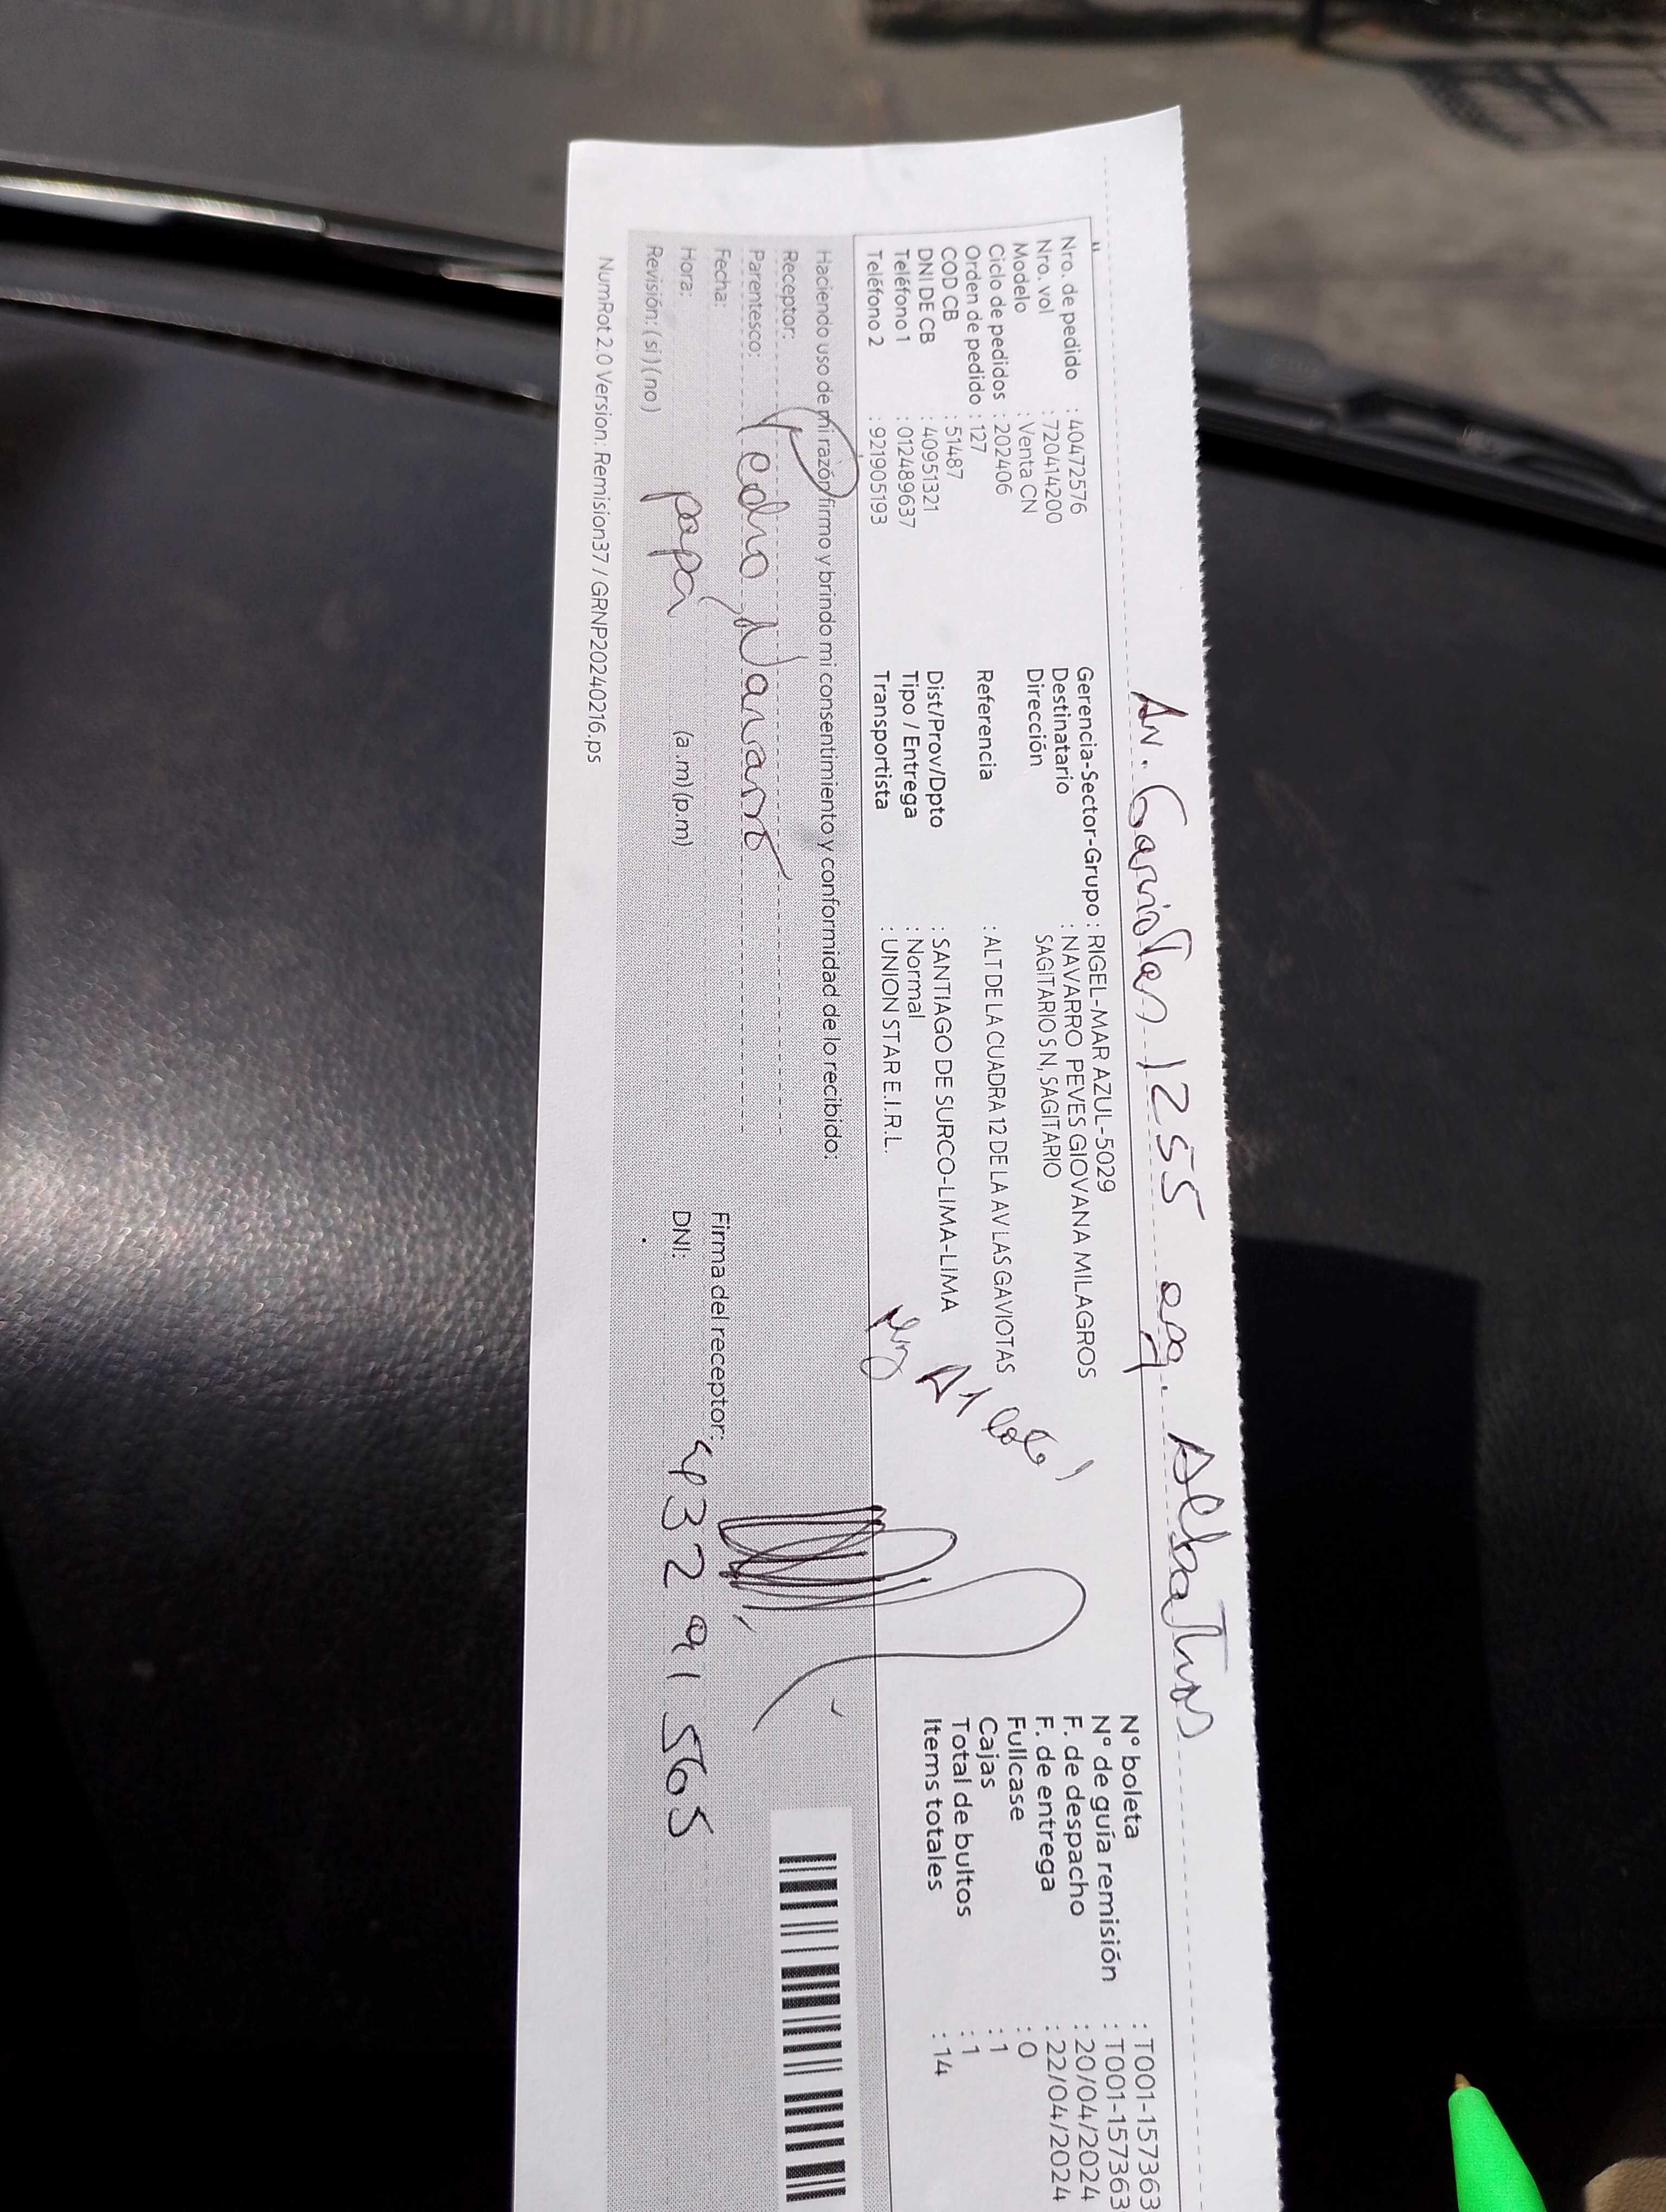 Av. Gaviotas 1255 esq. Albatros
Nro. de pedido : 40472576
Nro. vol : 720414200
Modelo : Venta CN
Ciclo de pedidos : 202406
Orden de pedido : 127
COD CB : 51487
DNI DE CB : 40951321
Teléfono 1 : 012489637
Teléfono 2 : 921905193
Gerencia-Sector-Grupo : RIGEL-MAR AZUL-5029
Destinatario : NAVARRO PEVES GIOVANA MILAGROS
Dirección SAGITARIO S N, SAGITARIO
Referencia : ALT DE LA CUADRA 12 DE LA AV LAS GAVIOTAS
Dist/Prov/Dpto : SANTIAGO DE SURCO-LIMA-LIMA
Tipo / Entrega : Normal
Transportista : UNION STAR E.I.R.L.
N° boleta : T001-157363
N° de guía remisión : T001-157363
F. de despacho : 20/04/2024
F. de entrega : 22/04/2024
Fullcase : 0
Cajas : 1
Total de bultos : 1
Items totales : 14
Haciendo uso de mi razón firmo y brindo mi consentimiento y conformidad de lo recibido:
Receptor:
Parentesco: Pedro Navarro
Fecha:
Hora: papá (a .m) (p.m)
Revisión: ( si ) ( no )
Firma del receptor:
DNI:
NumRot 2.0 Version: Remision37 / GRNP20240216.ps